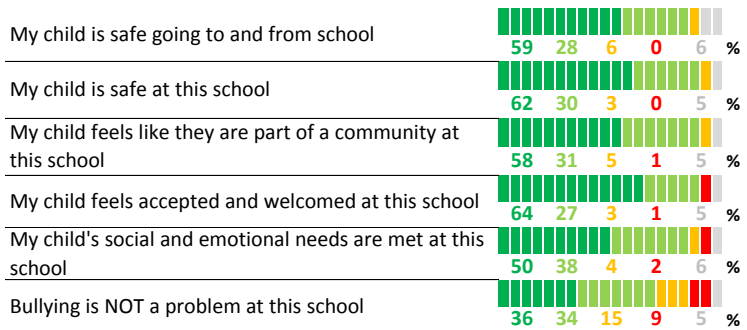 My child is safe going to and from school
59 28 6 0 6 %
My child is safe at this school
62 30 3 0 5 %
My child feels like they are part of a community at
this school
58 31 5 1 5 %
My child feels accepted and welcomed at this school
64 27 3 1 5 %
My child's social and emotional needs are met at this
school
50 38 4 2 6 %
Bullying is NOT a problem at this school
36 34 15 9 5 %